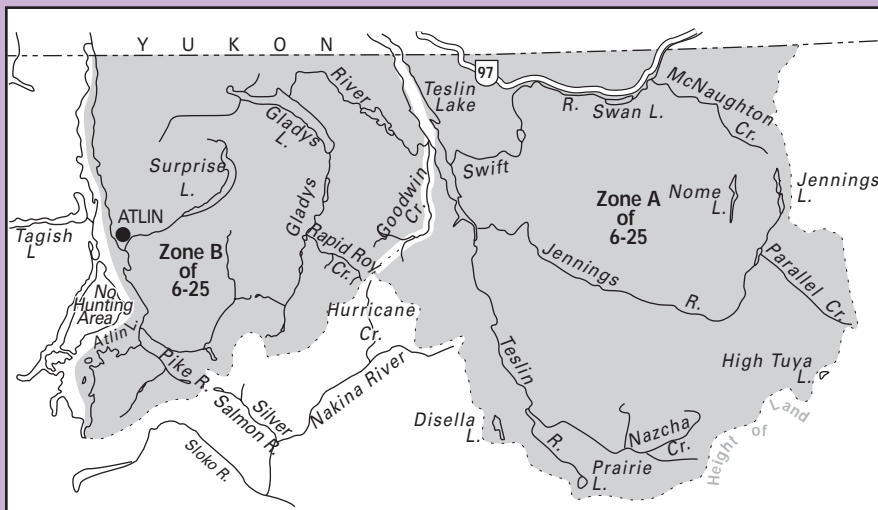 YUKON
97
Teslin
Lake
River
Gladys
L.
R.
Swan L.
McNaughton
Cr.
Surprise
L.
Swift
Zone A
of
6-25
Nome
L.
Jennings
L.
ATLIN
Gladys
Goodwin
Cr.
Tagish
L
Zone B
of
6-25
Rapid Roy
Cr.
Jennings
R.
Parallel Cr.
No
Hunting
Area
Atlin L.
Hurricane
Cr.
Pike R.
Teslin
R.
High Tuya
L.
Silver
Salmon R.
Nakina River
Disella
L.
Height of Land
Nazcha
Cr.
Sloko R.
Prairie
L.